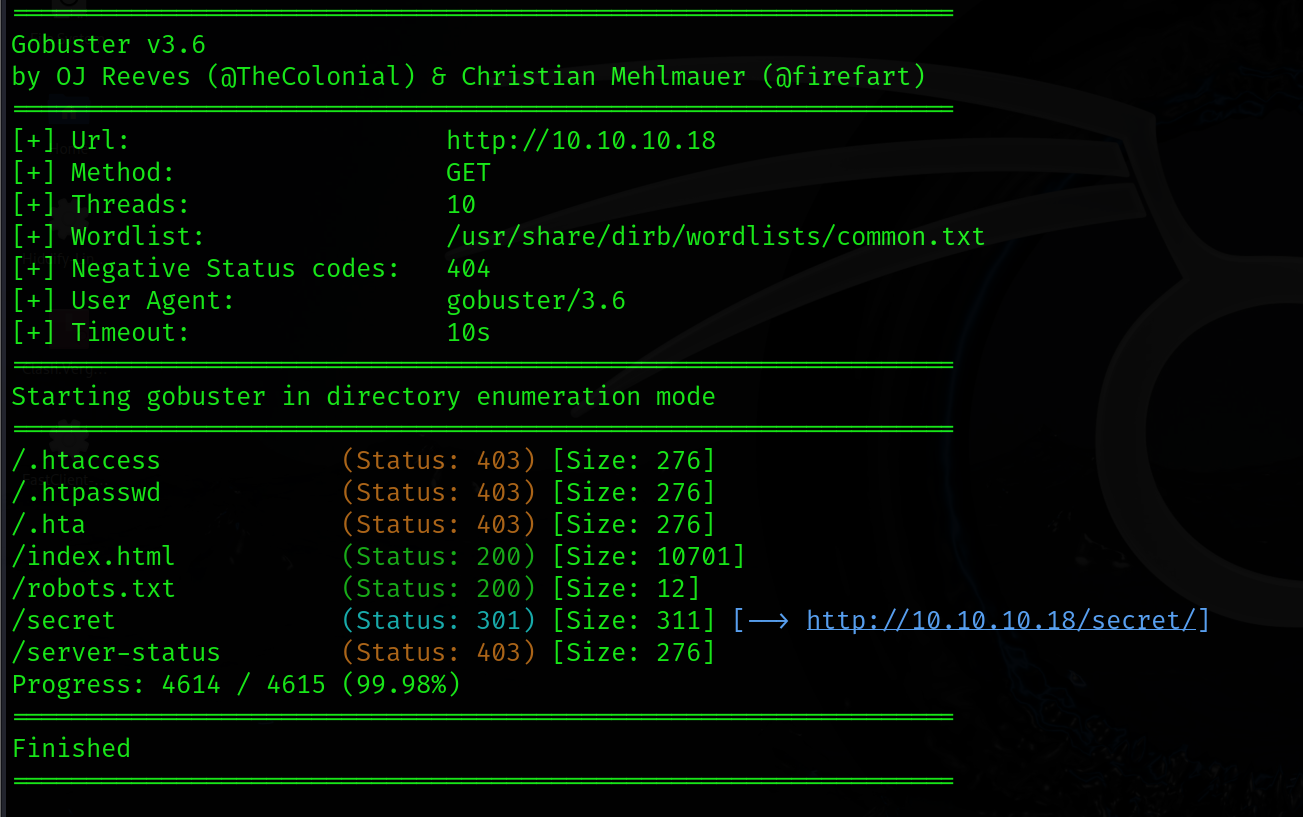 ===============================================================
Gobuster v3.6
by OJ Reeves (@TheColonial) & Christian Mehlmauer (@firefart)
===============================================================
[+] Url:                     http://10.10.10.18
[+] Method:                  GET
[+] Threads:                 10
[+] Wordlist:                /usr/share/dirb/wordlists/common.txt
[+] Negative Status codes:   404
[+] User Agent:              gobuster/3.6
[+] Timeout:                 10s
===============================================================
Starting gobuster in directory enumeration mode
===============================================================
/.htaccess            (Status: 403) [Size: 276]
/.htpasswd            (Status: 403) [Size: 276]
/.hta                 (Status: 403) [Size: 276]
/index.html           (Status: 200) [Size: 10701]
/robots.txt           (Status: 200) [Size: 12]
/secret               (Status: 301) [Size: 311] [--> http://10.10.10.18/secret/]
/server-status        (Status: 403) [Size: 276]
Progress: 4614 / 4615 (99.98%)
===============================================================
Finished
===============================================================